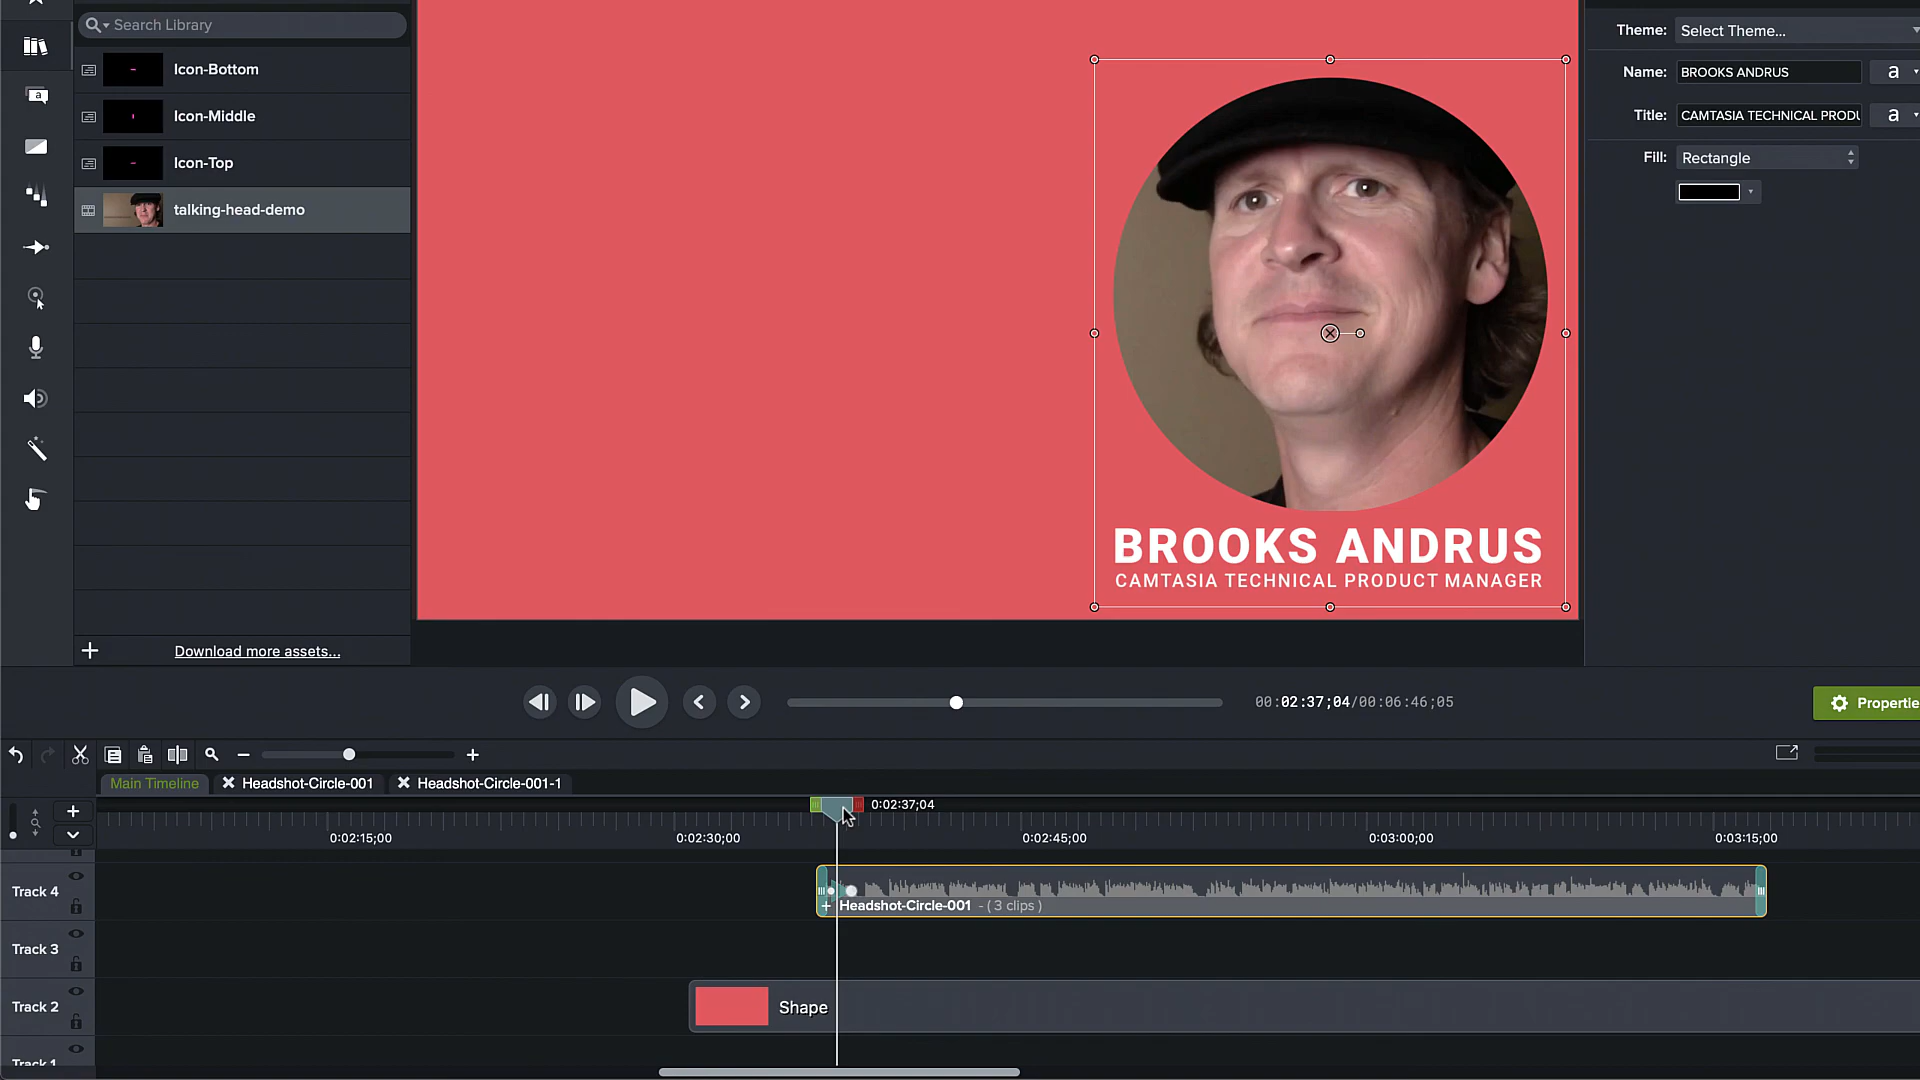 Search Library
Icon-Bottom
Icon-Middle
Icon-Top
talking-head-demo
Download more assets...
BROOKS ANDRUS
CAMTASIA TECHNICAL PRODUCT MANAGER
Theme: Select Theme...
Name: BROOKS ANDRUS a
Title: CAMTASIA TECHNICAL PRODU a
Fill: Rectangle
00:02:37;04/00:06:46;05
Propertie
Main Timeline Headshot-Circle-001 Headshot-Circle-001-1
0:02:37;04
0:02:15;00 0:02:30;00 0:02:45;00 0:03:00;00 0:03:15;00
Track 4
+ Headshot-Circle-001 - ( 3 clips )
Track 3
Track 2 Shape
Track 1